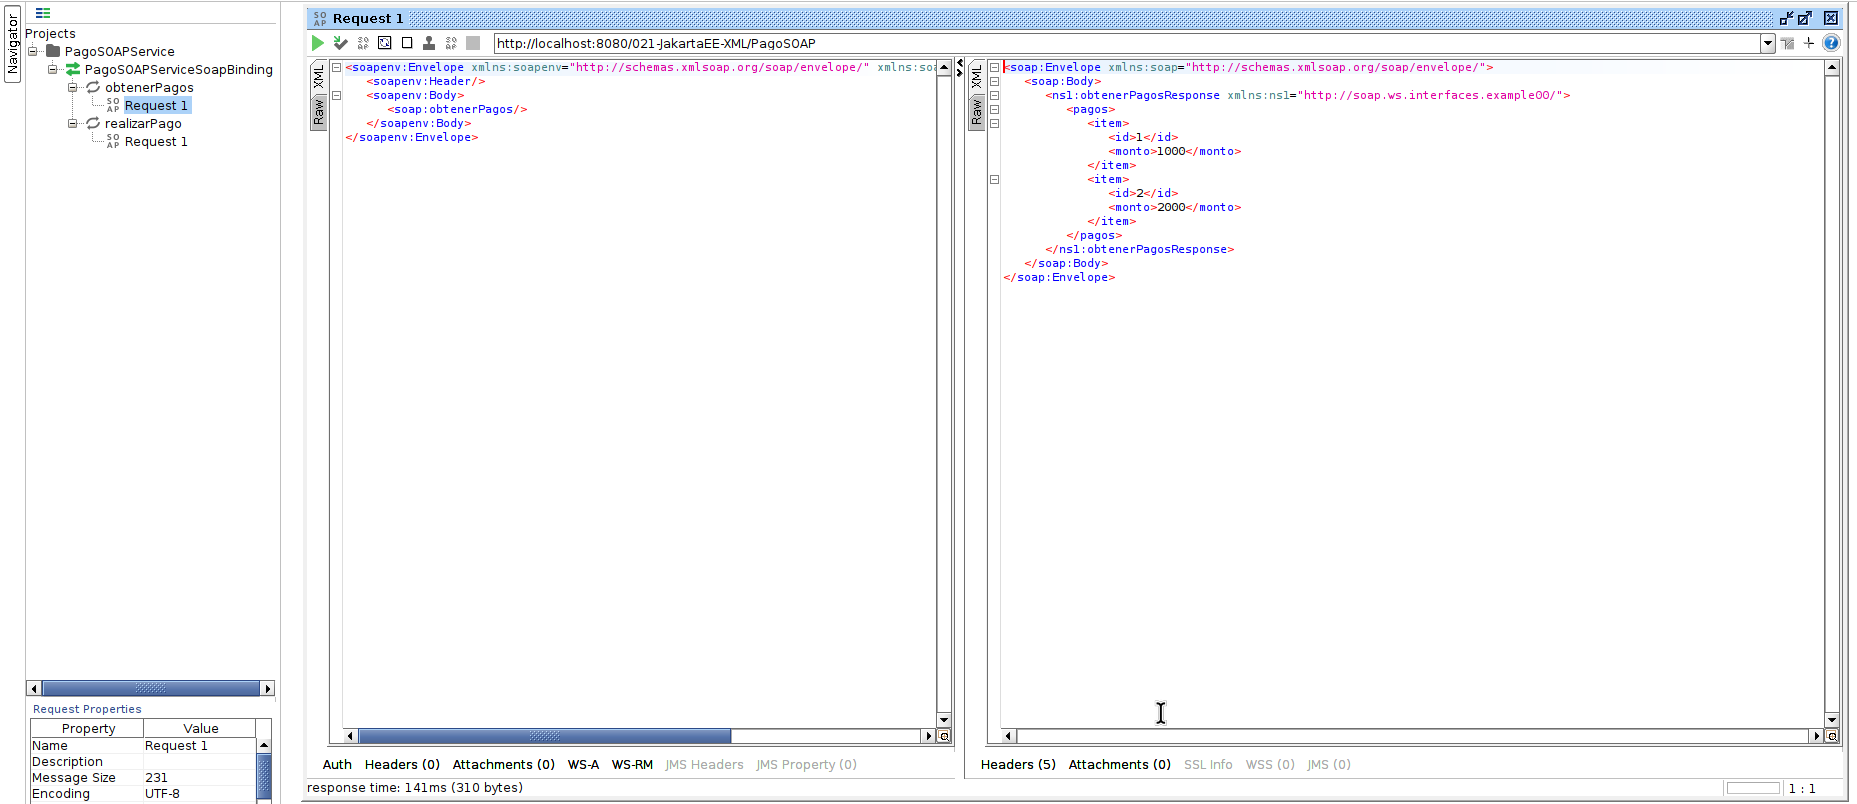 Navigator
Projects
PagoSOAPService
PagoSOAPServiceSoapBinding
obtenerPagos
SO AP Request 1
realizarPago
SO AP Request 1
Request Properties
Property Value
Name Request 1
Description
Message Size 231
Encoding UTF-8
SO AP Request 1
http://localhost:8080/021-JakartaEE-XML/PagoSOAP
XML
Raw
<soapenv:Envelope xmlns:soapenv="http://schemas.xmlsoap.org/soap/envelope/" xmlns:soa
<soapenv:Header/>
<soapenv:Body>
<soap:obtenerPagos/>
</soapenv:Body>
</soapenv:Envelope>
XML
Raw
<soap:Envelope xmlns:soap="http://schemas.xmlsoap.org/soap/envelope/">
<soap:Body>
<ns1:obtenerPagosResponse xmlns:ns1="http://soap.ws.interfaces.example00/">
<pagos>
<item>
<id>1</id>
<monto>1000</monto>
</item>
<item>
<id>2</id>
<monto>2000</monto>
</item>
</pagos>
</ns1:obtenerPagosResponse>
</soap:Body>
</soap:Envelope>
Auth Headers (0) Attachments (0) WS-A WS-RM JMS Headers JMS Property (0)
Headers (5) Attachments (0) SSL Info WSS (0) JMS (0)
response time: 141ms (310 bytes)
1 : 1